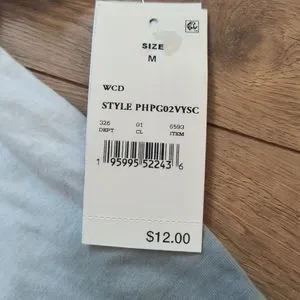 SIZE
M
WCD
STYLE PHPG02VYSC
326 01 6593
DEPT CL ITEM
1 95995 52243 6
$12.00